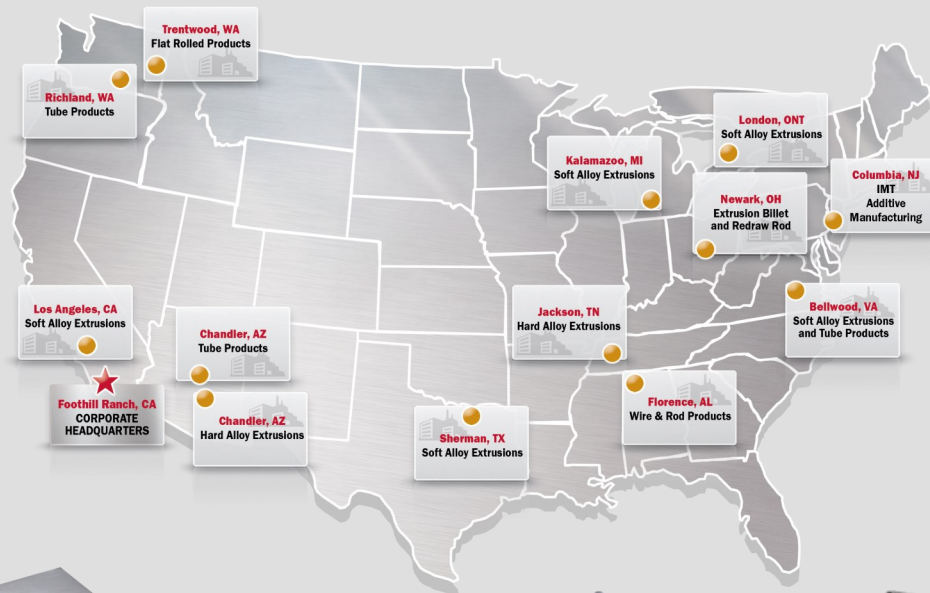 Trentwood, WA
Flat Rolled Products
Richland, WA
Tube Products
London, ONT
Soft Alloy Extrusions
Kalamazoo, MI
Soft Alloy Extrusions
Columbia, NJ
IMT
Additive
Manufacturing
Newark, OH
Extrusion Billet
and Redraw Rod
Los Angeles, CA
Soft Alloy Extrusions
Chandler, AZ
Tube Products
Jackson, TN
Hard Alloy Extrusions
Bellwood, VA
Soft Alloy Extrusions
and Tube Products
Foothill Ranch, CA
CORPORATE
HEADQUARTERS
Chandler, AZ
Hard Alloy Extrusions
Sherman, TX
Soft Alloy Extrusions
Florence, AL
Wire & Rod Products